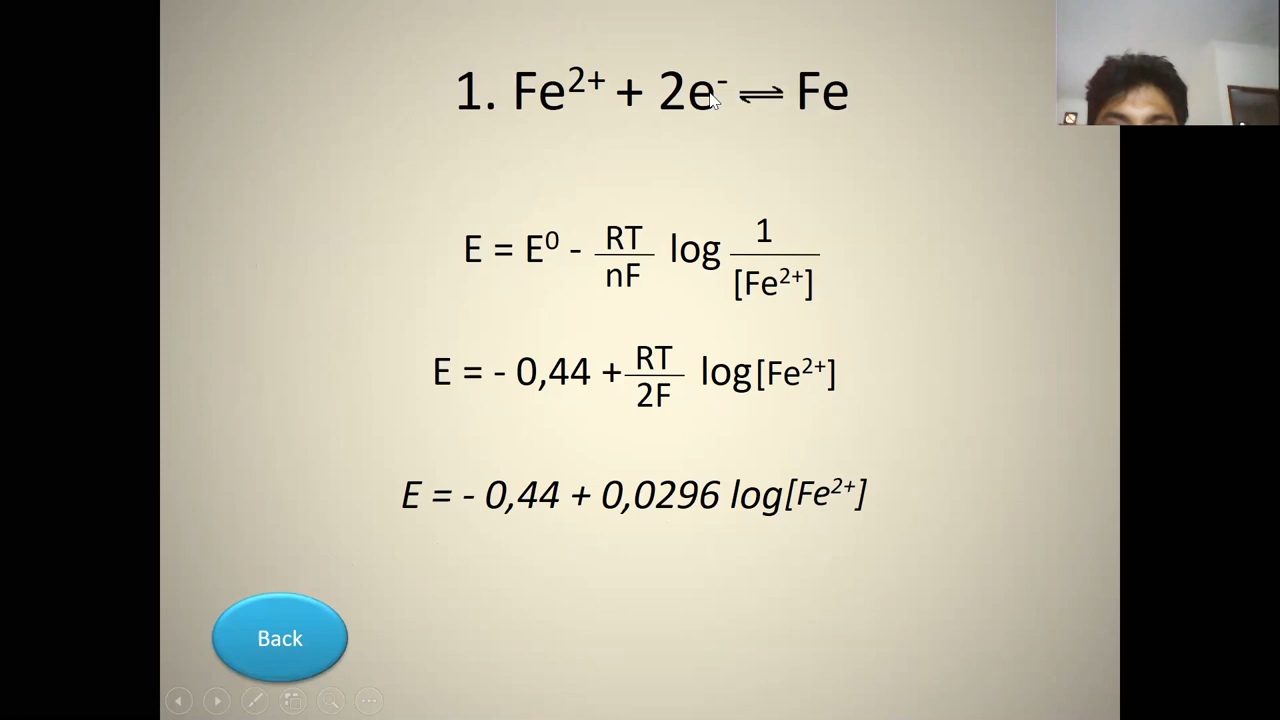 1. Fe²⁺ + 2e⁻ ⇌ Fe
E = E⁰ - RT/nF log 1/[Fe²⁺]
E = - 0,44 + RT/2F log[Fe²⁺]
E = - 0,44 + 0,0296 log[Fe²⁺]
Back